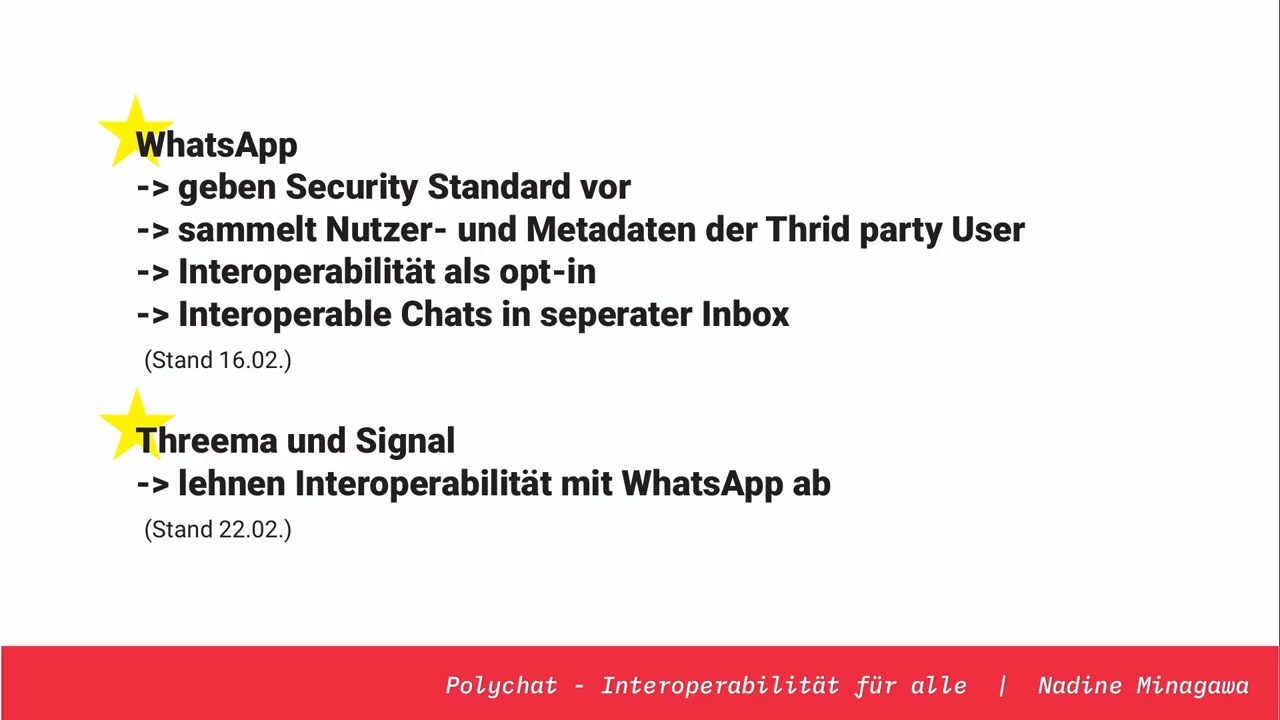 WhatsApp
-> geben Security Standard vor
-> sammelt Nutzer- und Metadaten der Thrid party User
-> Interoperabilität als opt-in
-> Interoperable Chats in seperater Inbox
(Stand 16.02.)
Threema und Signal
-> lehnen Interoperabilität mit WhatsApp ab
(Stand 22.02.)
Polychat - Interoperabilität für alle | Nadine Minagawa